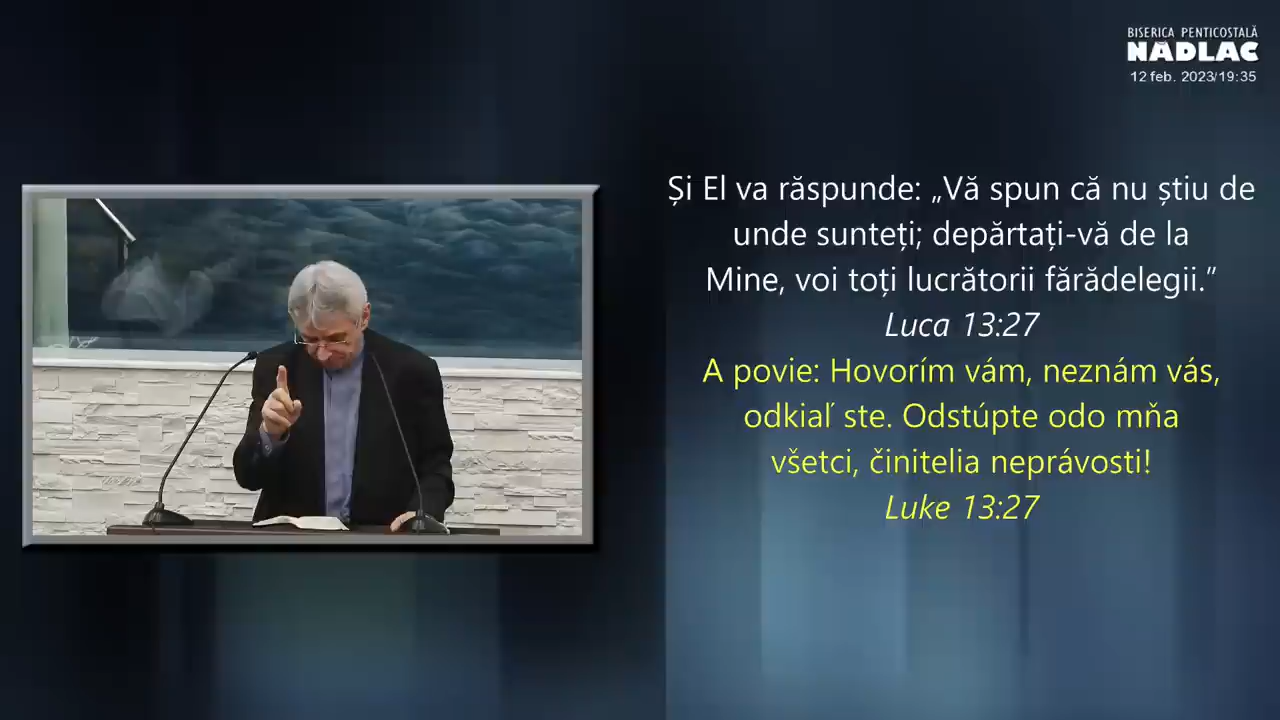 BISERICA PENTICOSTALĂ
NĂDLAC
12 feb. 2023/19:35
Și El va răspunde: „Vă spun că nu știu de
unde sunteți; depărtați-vă de la
Mine, voi toți lucrătorii fărădelegii.”
Luca 13:27
A povie: Hovorím vám, neznám vás,
odkiaľ ste. Odstúpte odo mňa
všetci, činitelia neprávosti!
Luke 13:27